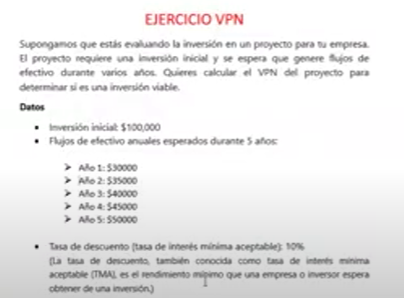 EJERCICIO VPN
Supongamos que estás evaluando la inversión en un proyecto para tu empresa.
El proyecto requiere una inversión inicial y se espera que genere flujos de
efectivo durante varios años. Quieres calcular el VPN del proyecto para
determinar si es una inversión viable.
Datos
▪ Inversión inicial: $100,000
▪ Flujos de efectivo anuales esperados durante 5 años:
➤ Año 1: $30000
➤ Año 2: $35000
➤ Año 3: $40000
➤ Año 4: $45000
➤ Año 5: $50000
▪ Tasa de descuento (tasa de interés mínima aceptable): 10%
(La tasa de descuento, también conocida como tasa de interés mínima
aceptable (TMA), es el rendimiento mínimo que una empresa o inversor espera
obtener de una inversión.)